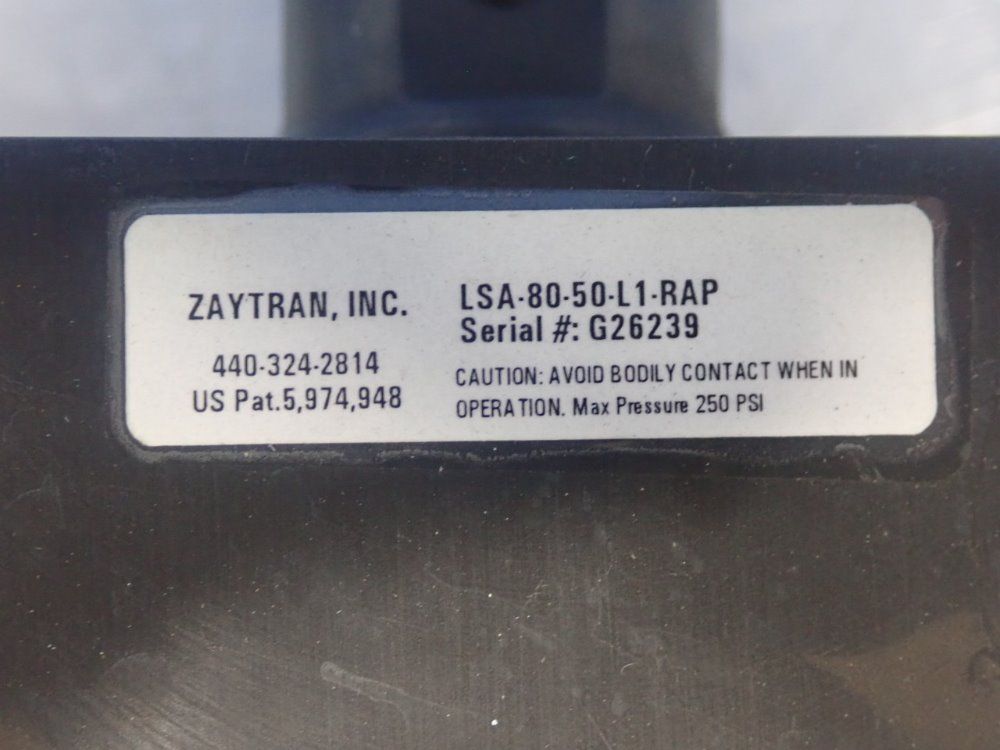 ZAYTRAN, INC.
440-324-2814
US Pat.5,974,948
LSA-80-50-L1-RAP
Serial #: G26239
CAUTION: AVOID BODILY CONTACT WHEN IN
OPERATION. Max Pressure 250 PSI